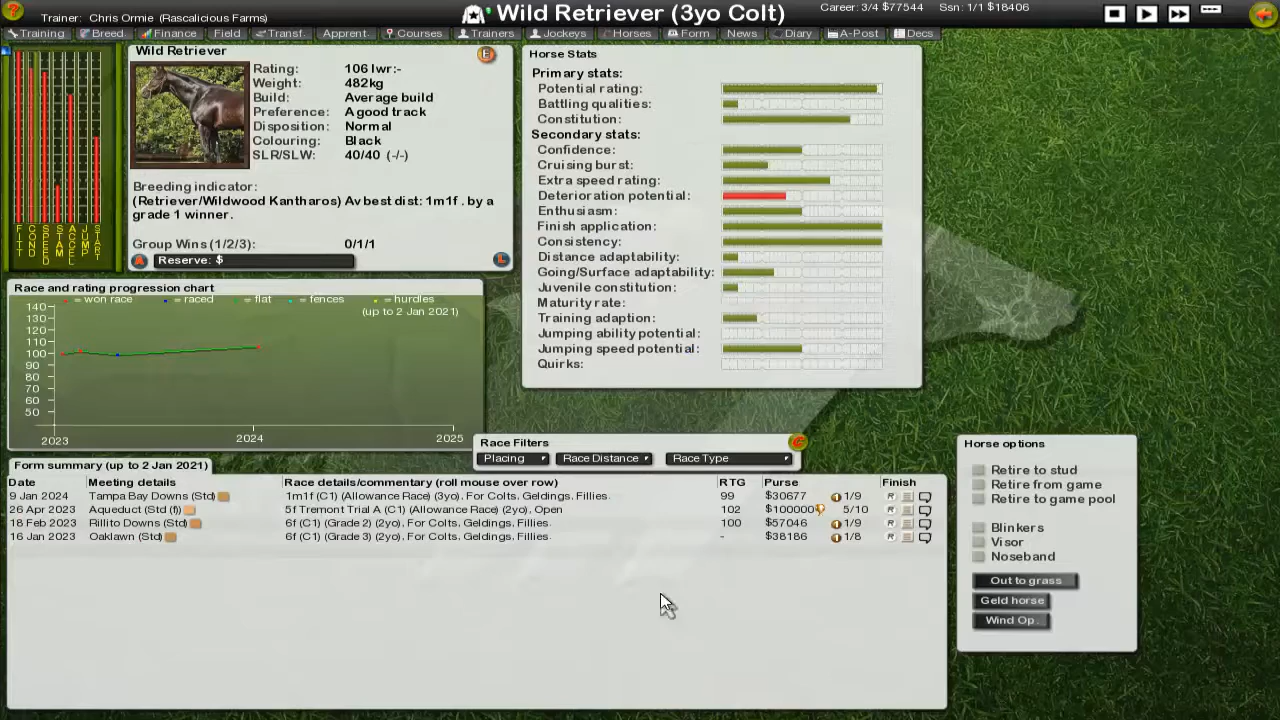 Trainer: Chris Ormie (Rascalicious Farms)
Wild Retriever (3yo Colt)
Career: 3/4 $77544 Ssn: 1/1 $18406
Training Breed. Finance Field Transf. Apprent. Courses Trainers Jockeys Horses Form News Diary A-Post Docs
Wild Retriever
E
Rating: 106 lwr:-
Weight: 482kg
Build: Average build
Preference: A good track
Disposition: Normal
Colouring: Black
SLR/SLW: 40/40 (-/-)
Breeding indicator:
(Retriever/Wildwood Kantharos) Av best dist: 1m1f . by a
grade 1 winner.
Group Wins (1/2/3): 0/1/1
A Reserve: $ L
FITT COND SPEED STAM ACCEL JUMP START
Horse Stats
Primary stats:
Potential rating:
Battling qualities:
Constitution:
Secondary stats:
Confidence:
Cruising burst:
Extra speed rating:
Deterioration potential:
Enthusiasm:
Finish application:
Consistency:
Distance adaptability:
Going/Surface adaptability:
Juvenile constitution:
Maturity rate:
Training adaption:
Jumping ability potential:
Jumping speed potential:
Quirks:
Race and rating progression chart
= won race = raced = flat = fences = hurdles
(up to 2 Jan 2021)
140
130
120
110
100
90
80
70
60
50
2023 2024 2025
Race Filters
Placing Race Distance Race Type
Form summary (up to 2 Jan 2021)
Date Meeting details Race details/commentary (roll mouse over row) RTG Purse Finish
9 Jan 2024 Tampa Bay Downs (Std) 1m1f (C1) (Allowance Race) (3yo). For Colts, Geldings, Fillies. 99 $30677 1 1/9 R
26 Apr 2023 Aqueduct (Std (f)) 5f Tremont Trial A (C1) (Allowance Race) (2yo), Open 102 $100000 5/10 R
18 Feb 2023 Rillito Downs (Std) 6f (C1) (Grade 2) (2yo), For Colts, Geldings, Fillies. 100 $57046 1 1/9 R
16 Jan 2023 Oaklawn (Std) 6f (C1) (Grade 3) (2yo), For Colts, Geldings, Fillies. - $38186 1 1/8 R
Horse options
Retire to stud
Retire from game
Retire to game pool
Blinkers
Visor
Noseband
Out to grass
Geld horse
Wind Op.